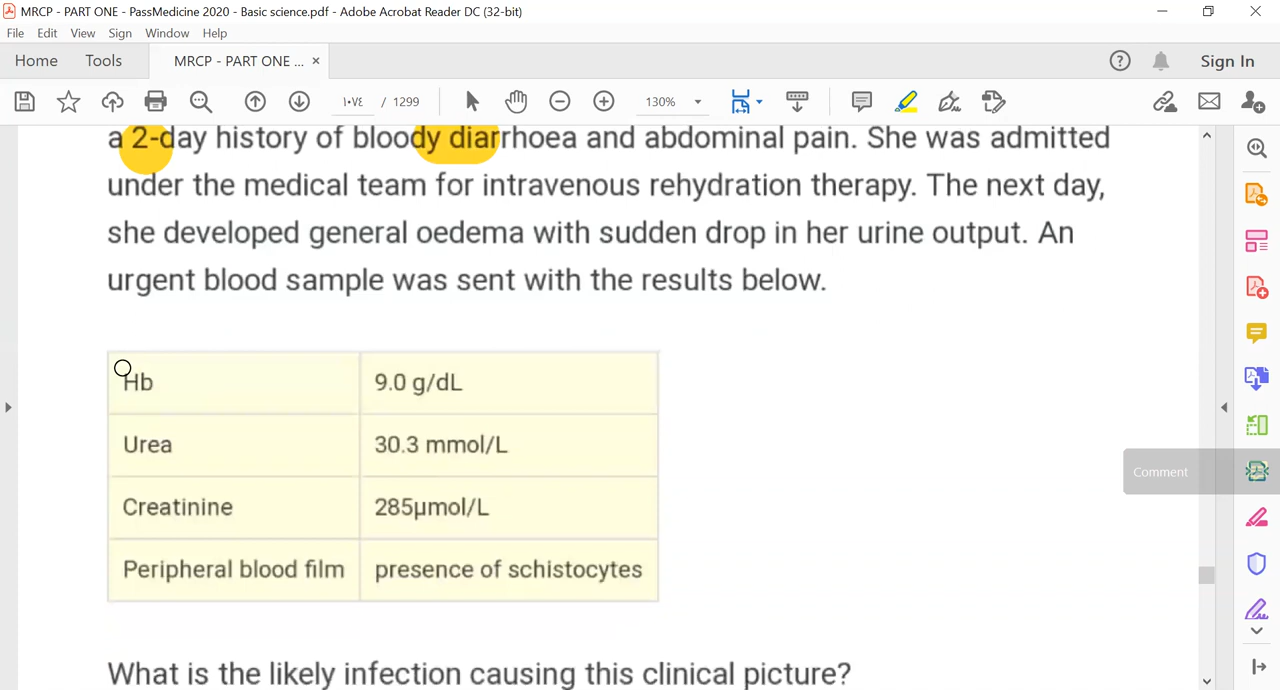 MRCP - PART ONE - PassMedicine 2020 - Basic science.pdf - Adobe Acrobat Reader DC (32-bit)
File Edit View Sign Window Help
Home Tools MRCP - PART ONE ... × Sign In
١٠٧٤ / 1299 130%
a 2-day history of bloody diarrhoea and abdominal pain. She was admitted
under the medical team for intravenous rehydration therapy. The next day,
she developed general oedema with sudden drop in her urine output. An
urgent blood sample was sent with the results below.
Hb 9.0 g/dL
Urea 30.3 mmol/L
Comment
Creatinine 285µmol/L
Peripheral blood film presence of schistocytes
What is the likely infection causing this clinical picture?